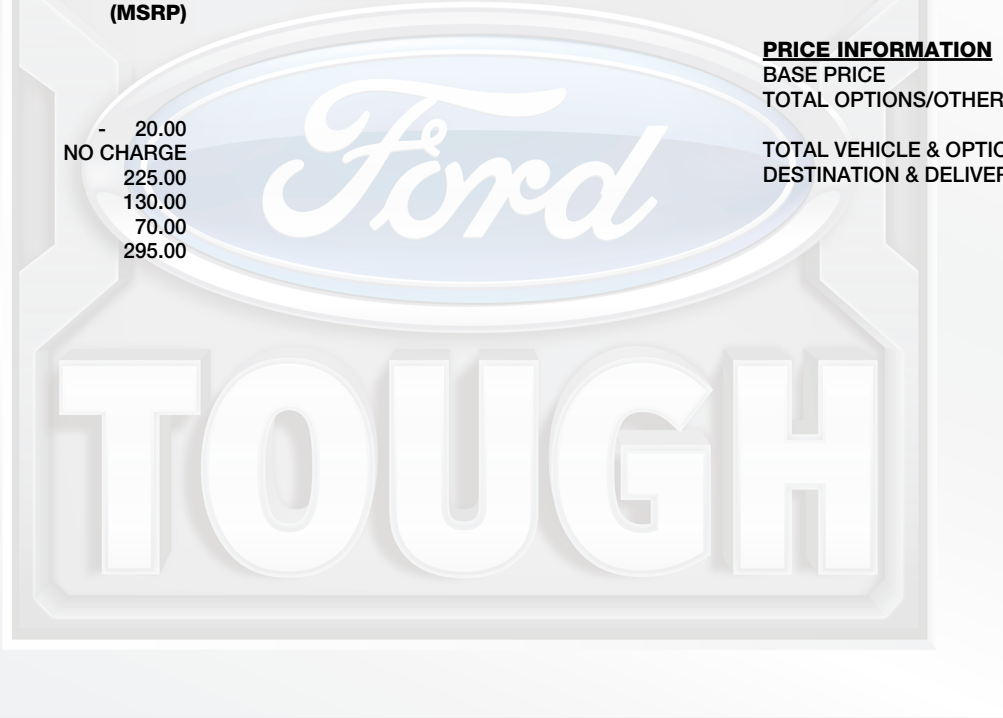 (MSRP)
- 20.00
NO CHARGE
225.00
130.00
70.00
295.00
PRICE INFORMATION
BASE PRICE
TOTAL OPTIONS/OTHER
TOTAL VEHICLE & OPTIO
DESTINATION & DELIVER
Ford
TOUGH